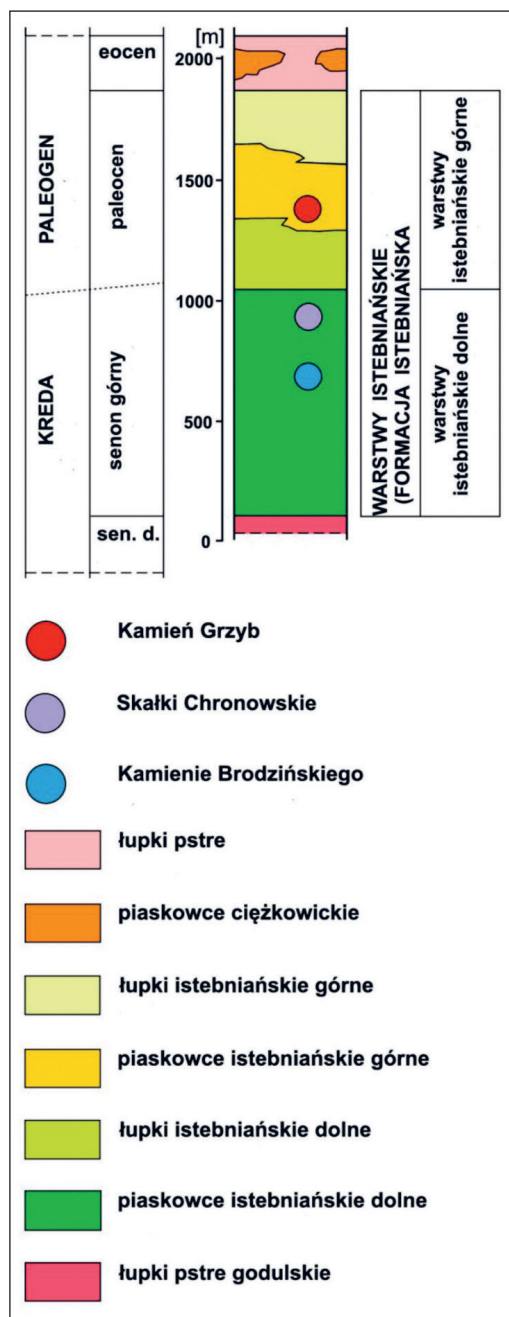 [m]
eocen
2000
PALEOGEN
paleocen
1500
1000
KREDA
senon górny
500
sen. d.
0
WARSTWY ISTEBNIAŃSKIE
(FORMACJA ISTEBNIAŃSKA
warstwy
istebniańskie górne
warstwy
istebniańskie dolne
Kamień Grzyb
Skałki Chronowskie
Kamienie Brodzińskiego
łupki pstre
piaskowce ciężkowickie
łupki istebniańskie górne
piaskowce istebniańskie górne
łupki istebniańskie dolne
piaskowce istebniańskie dolne
łupki pstre godulskie